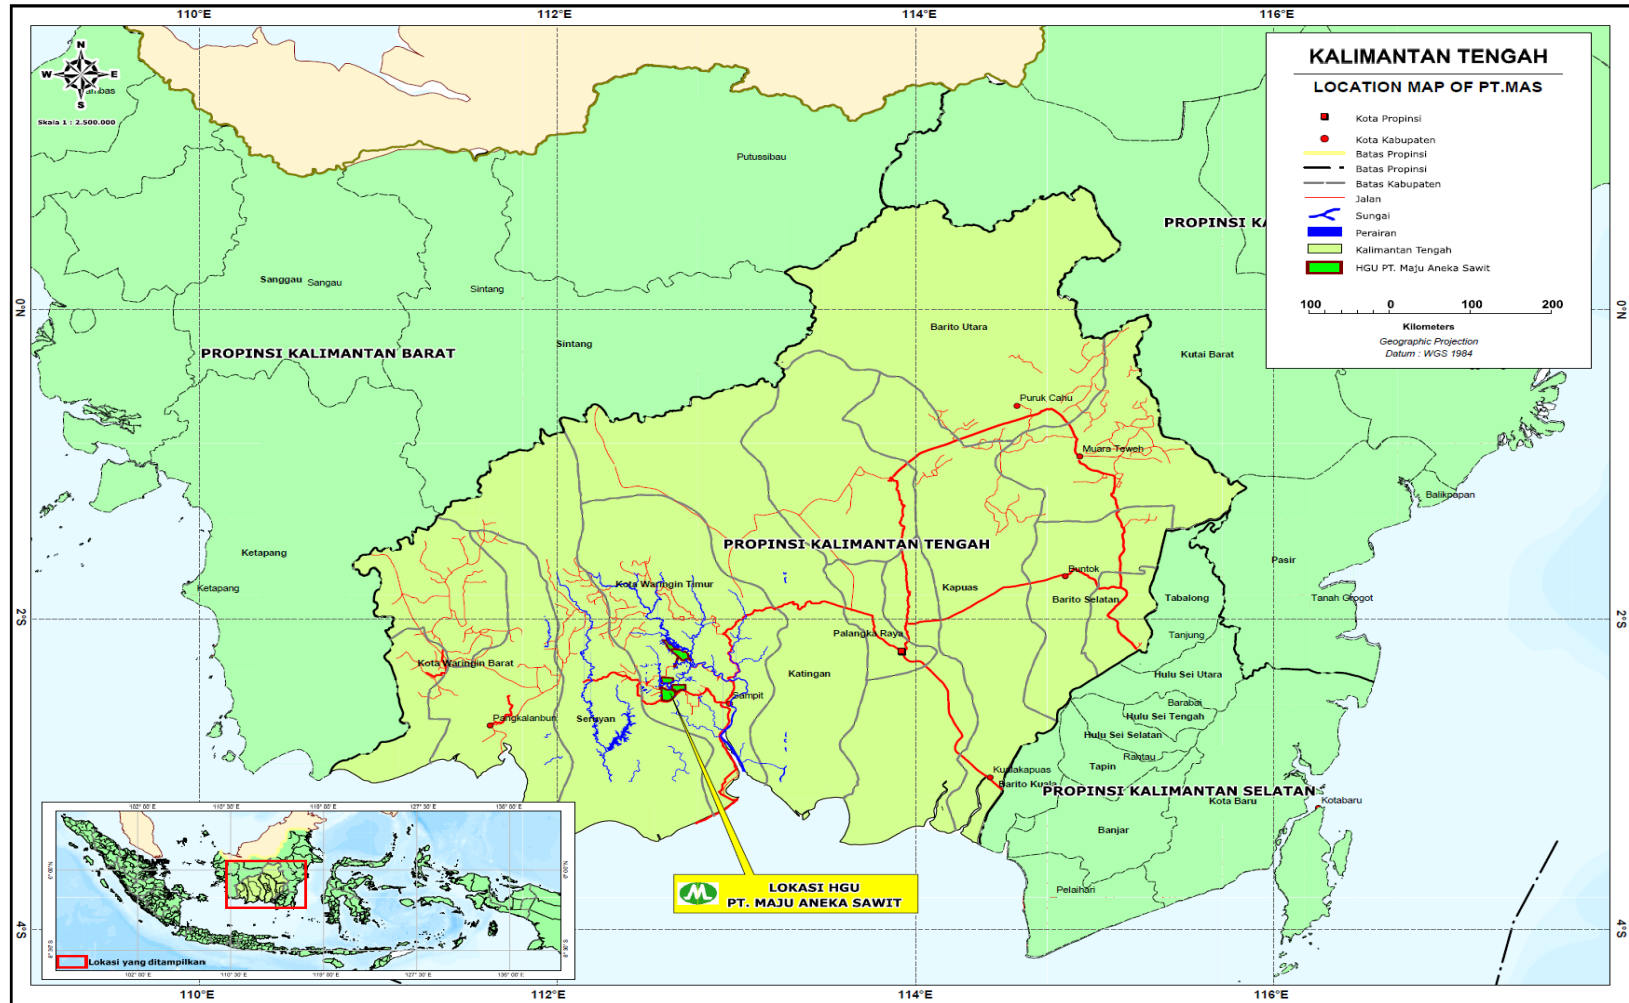 110°E
112°E
114°E
116°E
N
W
E
S
Skala 1 : 2.500.000
KALIMANTAN TENGAH
LOCATION MAP OF PT.MAS
Kota Propinsi
Kota Kabupaten
Batas Propinsi
Batas Propinsi
Batas Kabupaten
Jalan
Sungai
Perairan
Kalimantan Tengah
HGU PT. Maju Aneka Sawit
100 0 100 200
Kilometers
Geographic Projection
Datum : WGS 1984
Putussibau
PROPINSI KA
Sanggau
Sangau
Sintang
0°N
0°N
Barito Utara
PROPINSI KALIMANTAN BARAT
Sintang
Kutai Barat
Puruk Cahu
Muara Teweh
Balikpapan
PROPINSI KALIMANTAN TENGAH
Ketapang
Pasir
Ketapang
Kota Waringin Timur
Kapuas
Buntok
Barito Selatan
Tabalong
Tanah Grogot
2°S
2°S
Palangka Raya
Tanjung
Kota Waringin Barat
Katingan
Hulu Sei Utara
Sampit
Barabai
Pangkalanbun
Seruyan
Hulu Sei Tengah
Hulu Sei Selatan
Rantau
Tapin
Kualakapuas
Barito Kuala
PROPINSI KALIMANTAN SELATAN
Kota Baru
Kotabaru
Banjar
Pelaihari
LOKASI HGU
PT. MAJU ANEKA SAWIT
4°S
4°S
Lokasi yang ditampilkan
110°E
112°E
114°E
116°E